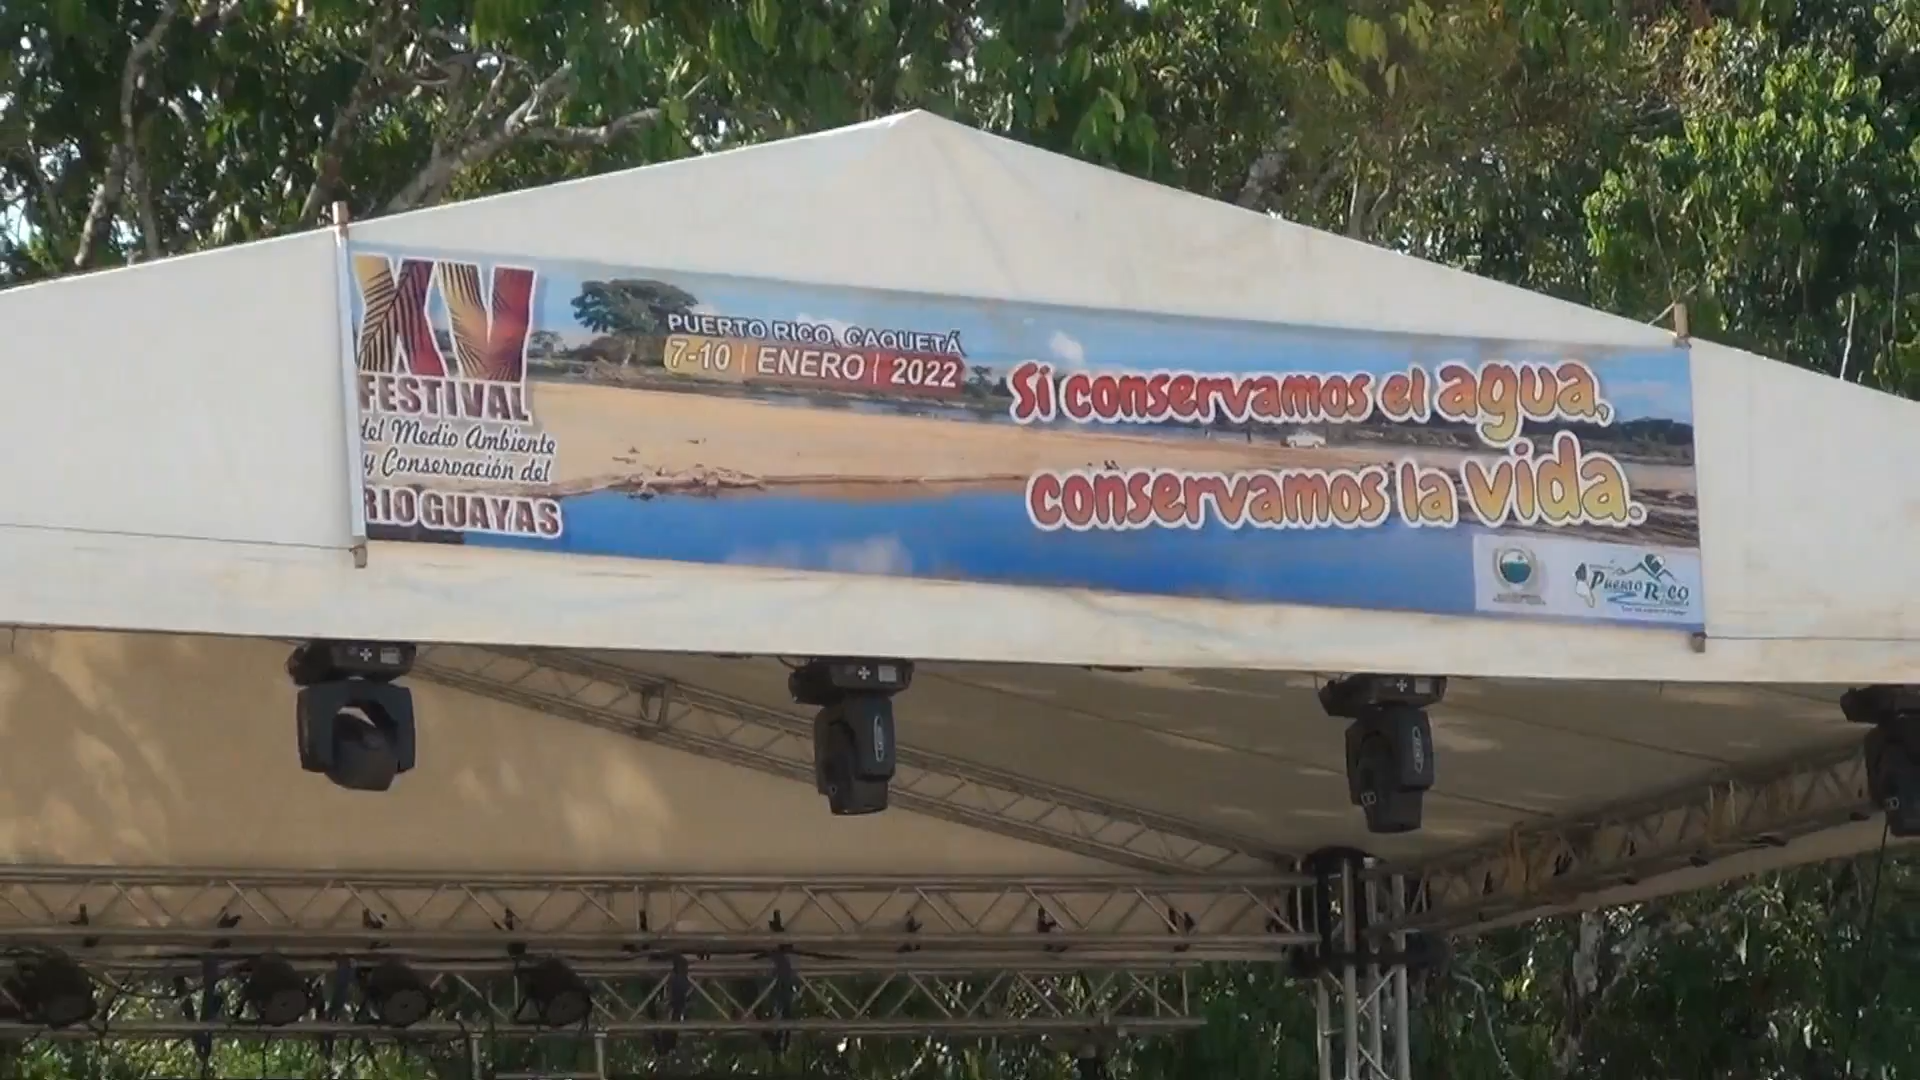 XV
FESTIVAL
del Medio Ambiente
y Conservación del
RIO GUAYAS
PUERTO RICO, CAQUETÁ
7-10 | ENERO | 2022
Si conservamos el agua,
conservamos la vida.
Puerto Rico